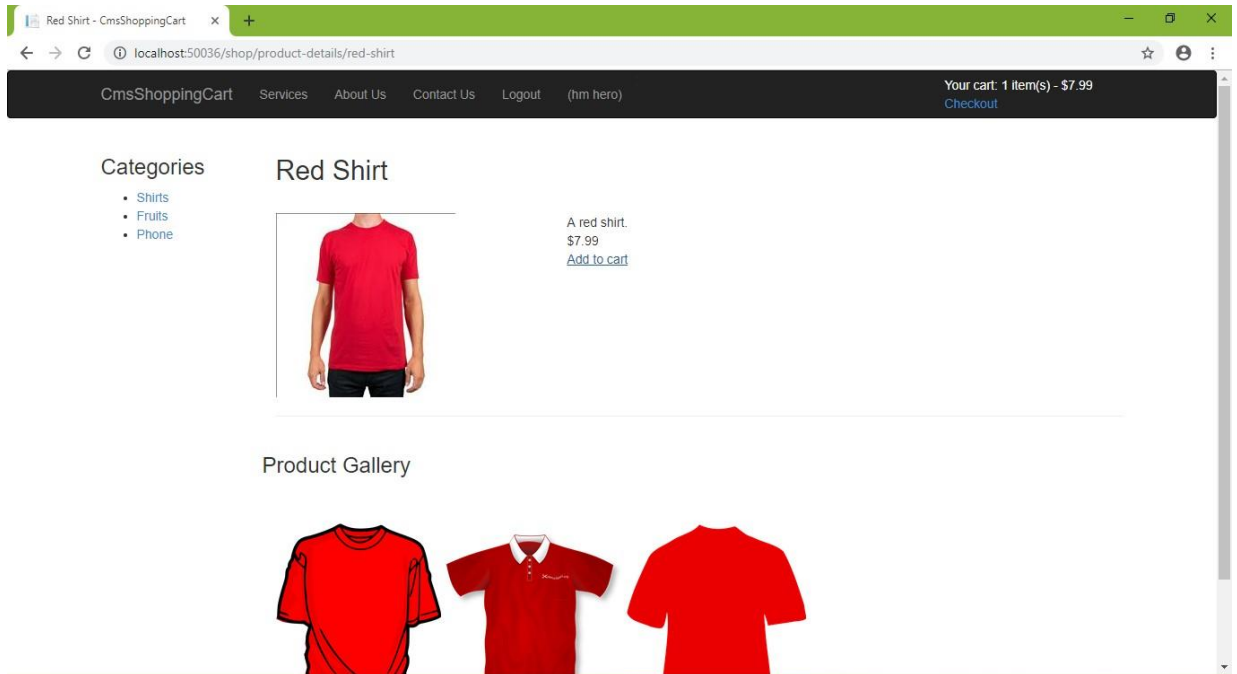 Red Shirt - CmsShoppingCart
localhost:50036/shop/product-details/red-shirt
CmsShoppingCart Services About Us Contact Us Logout (hm hero)
Your cart: 1 item(s) - $7.99
Checkout
Categories
Shirts
Fruits
Phone
Red Shirt
A red shirt.
$7.99
Add to cart
Product Gallery